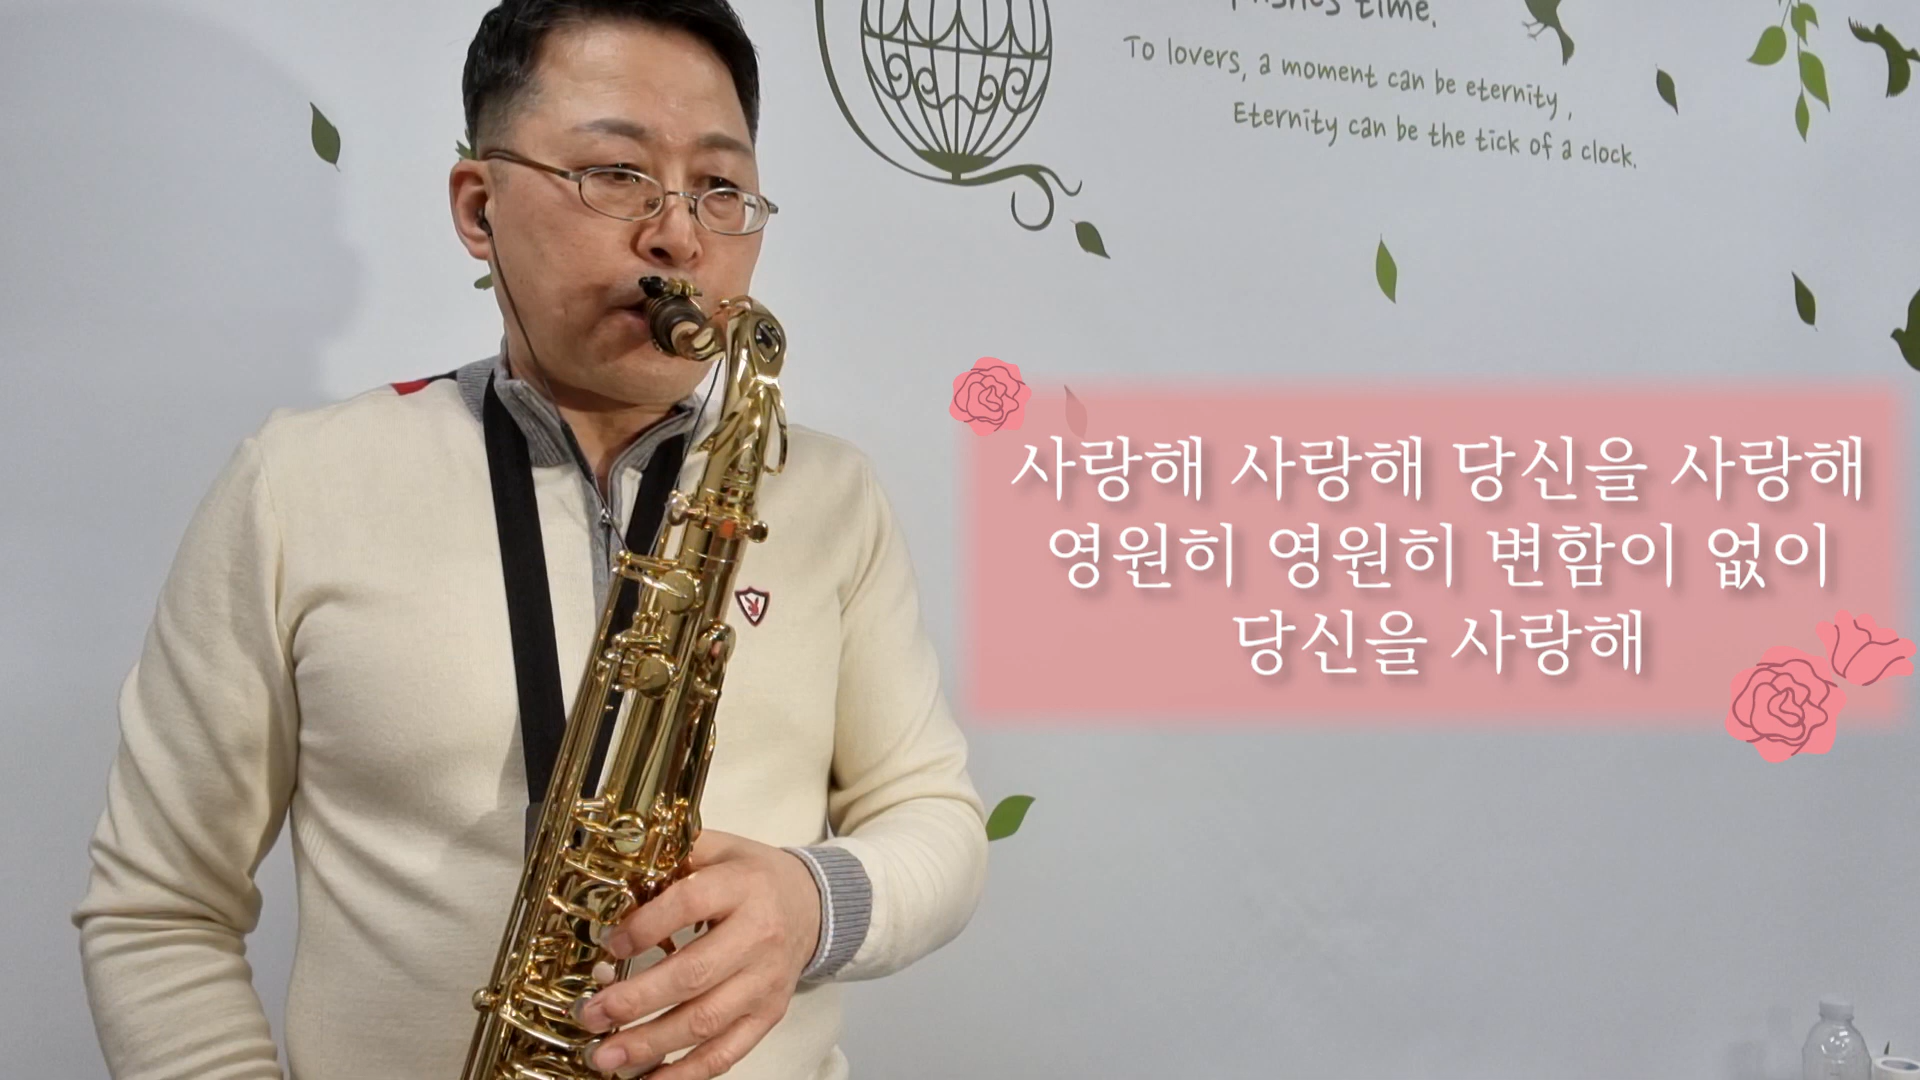 time.
To lovers, a moment can be eternity,
Eternity can be the tick of a clock.
사랑해 사랑해 당신을 사랑해
영원히 영원히 변함이 없이
당신을 사랑해